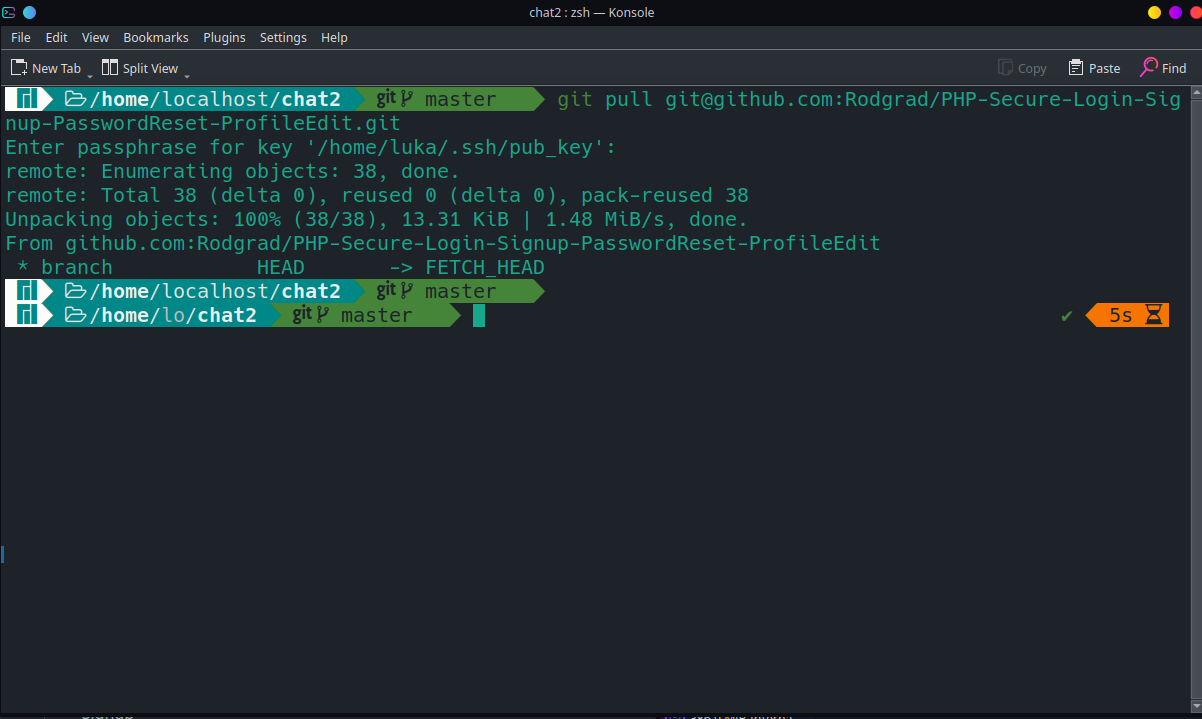 chat2 : zsh — Konsole
File Edit View Bookmarks Plugins Settings Help
New Tab Split View Copy Paste Find
/home/localhost/chat2 git master git pull git@github.com:Rodgrad/PHP-Secure-Login-Sig
nup-PasswordReset-ProfileEdit.git
Enter passphrase for key '/home/luka/.ssh/pub_key':
remote: Enumerating objects: 38, done.
remote: Total 38 (delta 0), reused 0 (delta 0), pack-reused 38
Unpacking objects: 100% (38/38), 13.31 KiB | 1.48 MiB/s, done.
From github.com:Rodgrad/PHP-Secure-Login-Signup-PasswordReset-ProfileEdit
* branch HEAD -> FETCH_HEAD
/home/localhost/chat2 git master
/home/lo/chat2 git master ✔ 5s